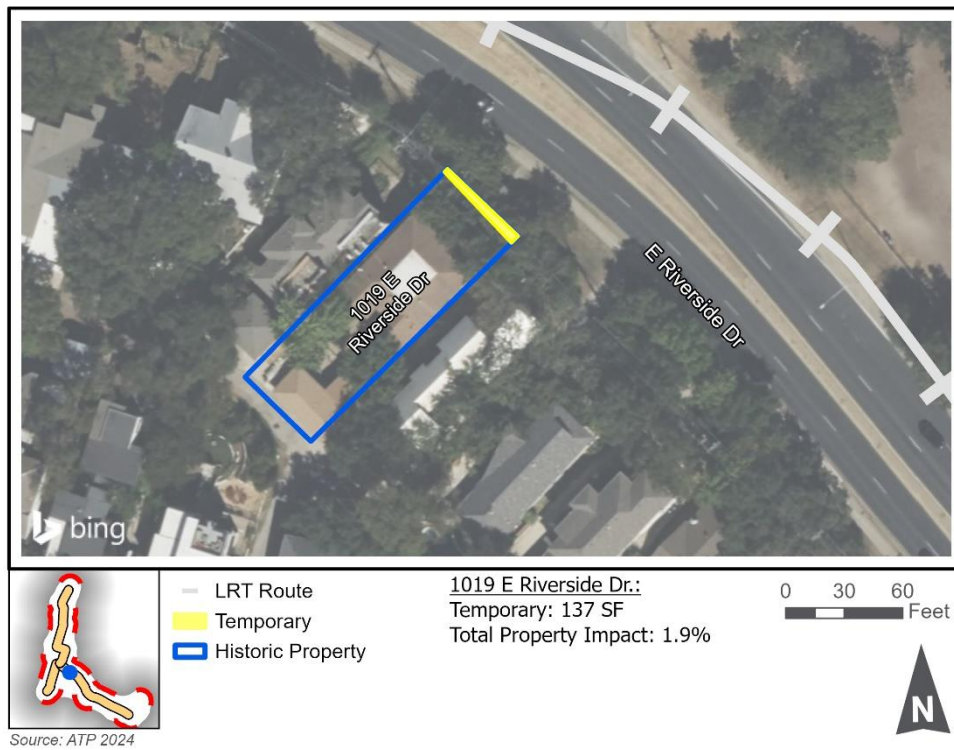 1019 E
Riverside Dr
E Riverside Dr
bing
LRT Route
Temporary
Historic Property
1019 E Riverside Dr.:
Temporary: 137 SF
Total Property Impact: 1.9%
0 30 60
Feet
N
Source: ATP 2024